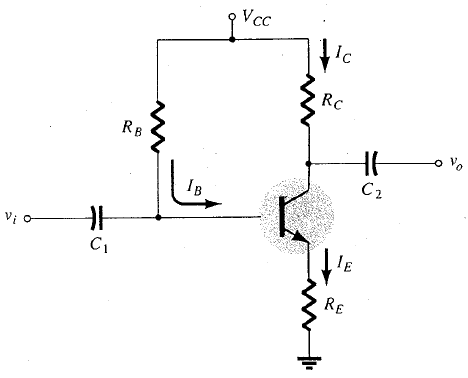 V_CC
I_C
R_C
R_B
I_B
v_i
C_1
C_2
v_o
I_E
R_E